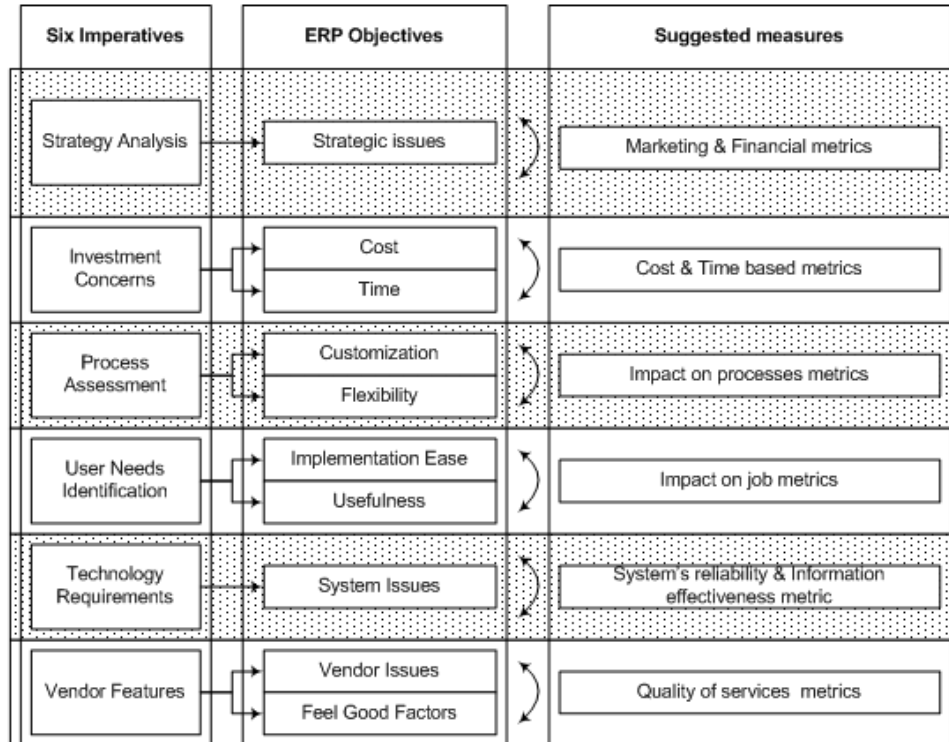 Six Imperatives
ERP Objectives
Suggested measures
Strategy Analysis
Strategic issues
Marketing & Financial metrics
Investment
Concerns
Cost
Time
Cost & Time based metrics
Process
Assessment
Customization
Flexibility
Impact on processes metrics
User Needs
Identification
Implementation Ease
Usefulness
Impact on job metrics
Technology
Requirements
System Issues
System's reliability & Information
effectiveness metric
Vendor Features
Vendor Issues
Feel Good Factors
Quality of services metrics